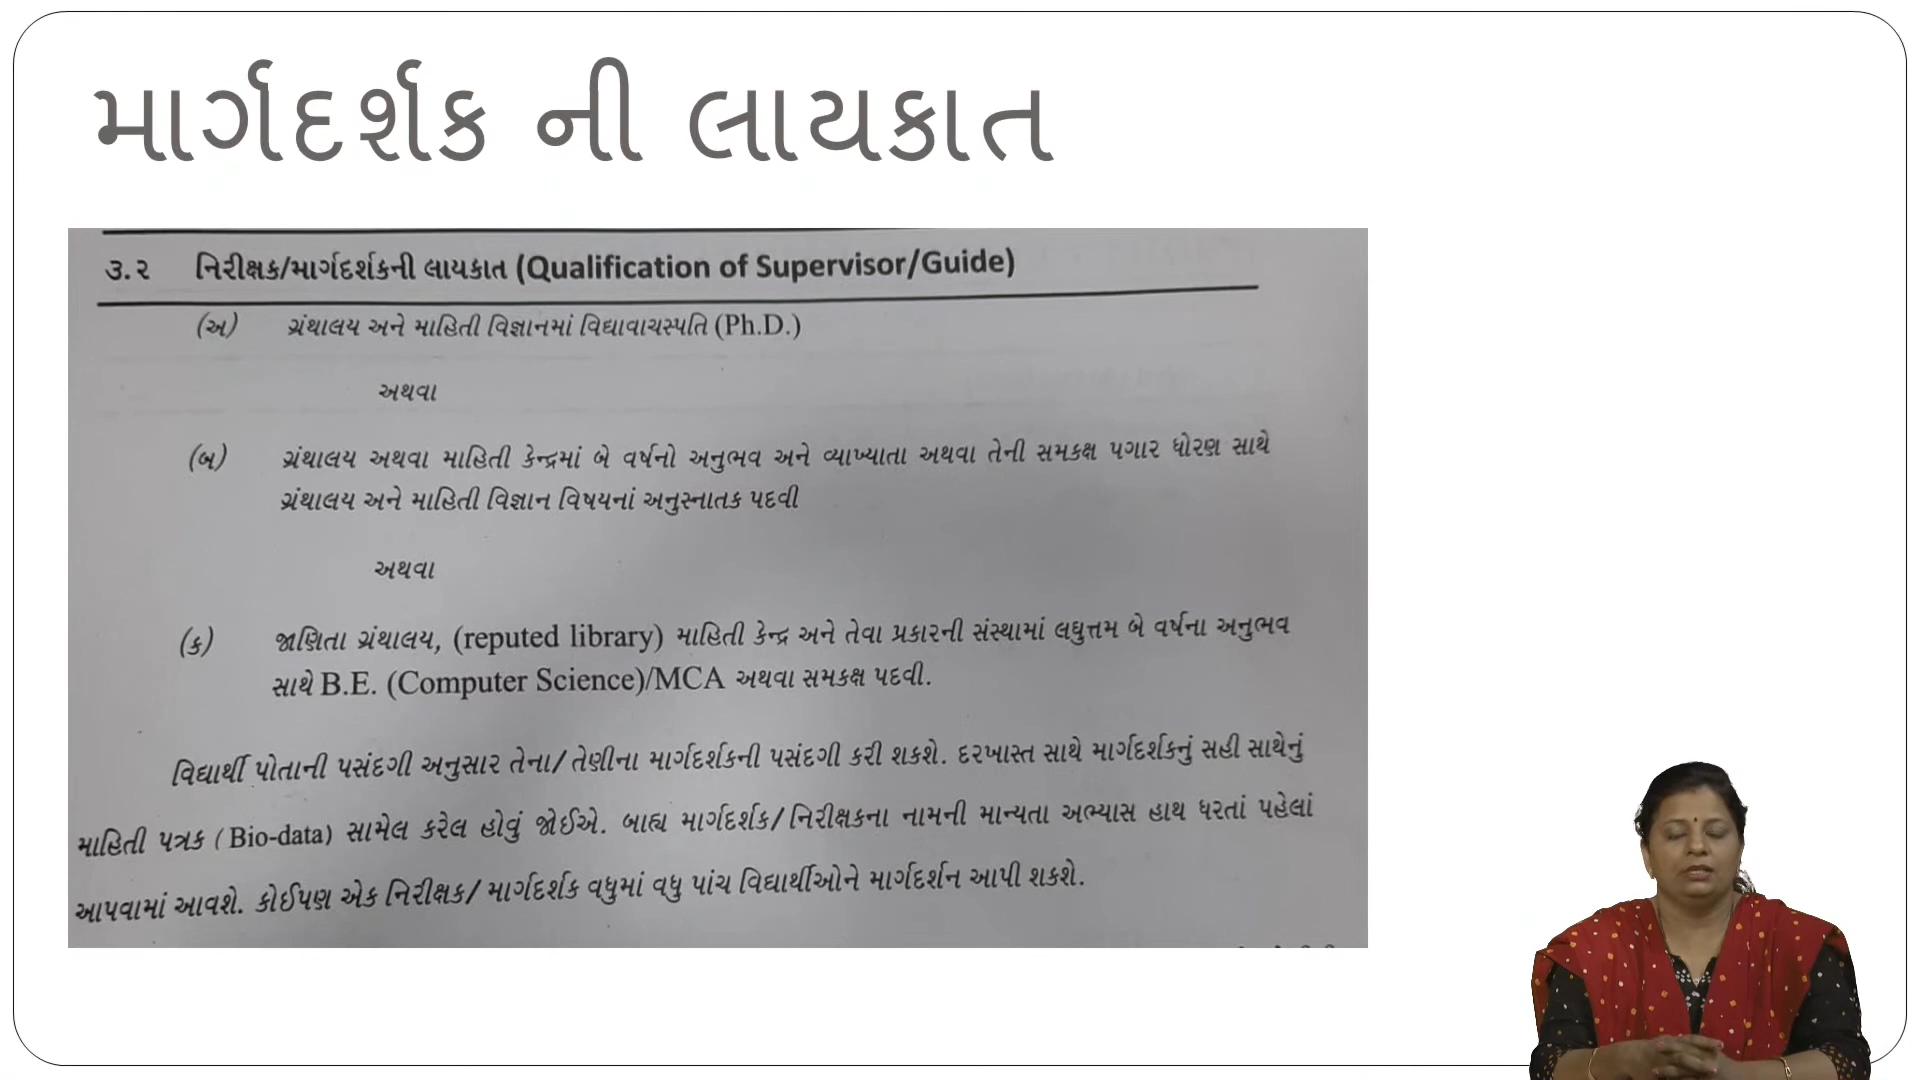 માર્ગદર્શક ની લાયકાત
૩.૨ નિરીક્ષક/માર્ગદર્શકની લાયકાત (Qualification of Supervisor/Guide)
(અ) ગ્રંથાલય અને માહિતી વિજ્ઞાનમાં વિદ્યાવાચસ્પતિ (Ph.D.)
અથવા
(બ) ગ્રંથાલય અથવા માહિતી કેન્દ્રમાં બે વર્ષનો અનુભવ અને વ્યાખ્યાતા અથવા તેની સમકક્ષ પગાર ધોરણ સાથે
ગ્રંથાલય અને માહિતી વિજ્ઞાન વિષયનાં અનુસ્નાતક પદવી
અથવા
(ક) જાણિતા ગ્રંથાલય, (reputed library) માહિતી કેન્દ્ર અને તેવા પ્રકારની સંસ્થામાં લઘુત્તમ બે વર્ષના અનુભવ
સાથે B.E. (Computer Science)/MCA અથવા સમકક્ષ પદવી.
વિદ્યાર્થી પોતાની પસંદગી અનુસાર તેના/ તેણીના માર્ગદર્શકની પસંદગી કરી શકશે. દરખાસ્ત સાથે માર્ગદર્શકનું સહી સાથેનું
માહિતી પત્રક ( Bio-data) સામેલ કરેલ હોવું જોઈએ. બાહ્ય માર્ગદર્શક/ નિરીક્ષકના નામની માન્યતા અભ્યાસ હાથ ધરતાં પહેલાં
આપવામાં આવશે. કોઈપણ એક નિરીક્ષક/ માર્ગદર્શક વધુમાં વધુ પાંચ વિદ્યાર્થીઓને માર્ગદર્શન આપી શકશે.